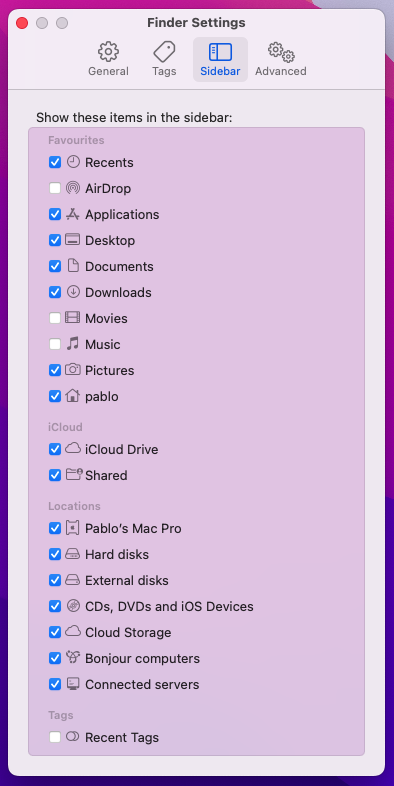 Finder Settings
General Tags Sidebar Advanced
Show these items in the sidebar:
Favourites
Recents
AirDrop
Applications
Desktop
Documents
Downloads
Movies
Music
Pictures
pablo
iCloud
iCloud Drive
Shared
Locations
Pablo’s Mac Pro
Hard disks
External disks
CDs, DVDs and iOS Devices
Cloud Storage
Bonjour computers
Connected servers
Tags
Recent Tags